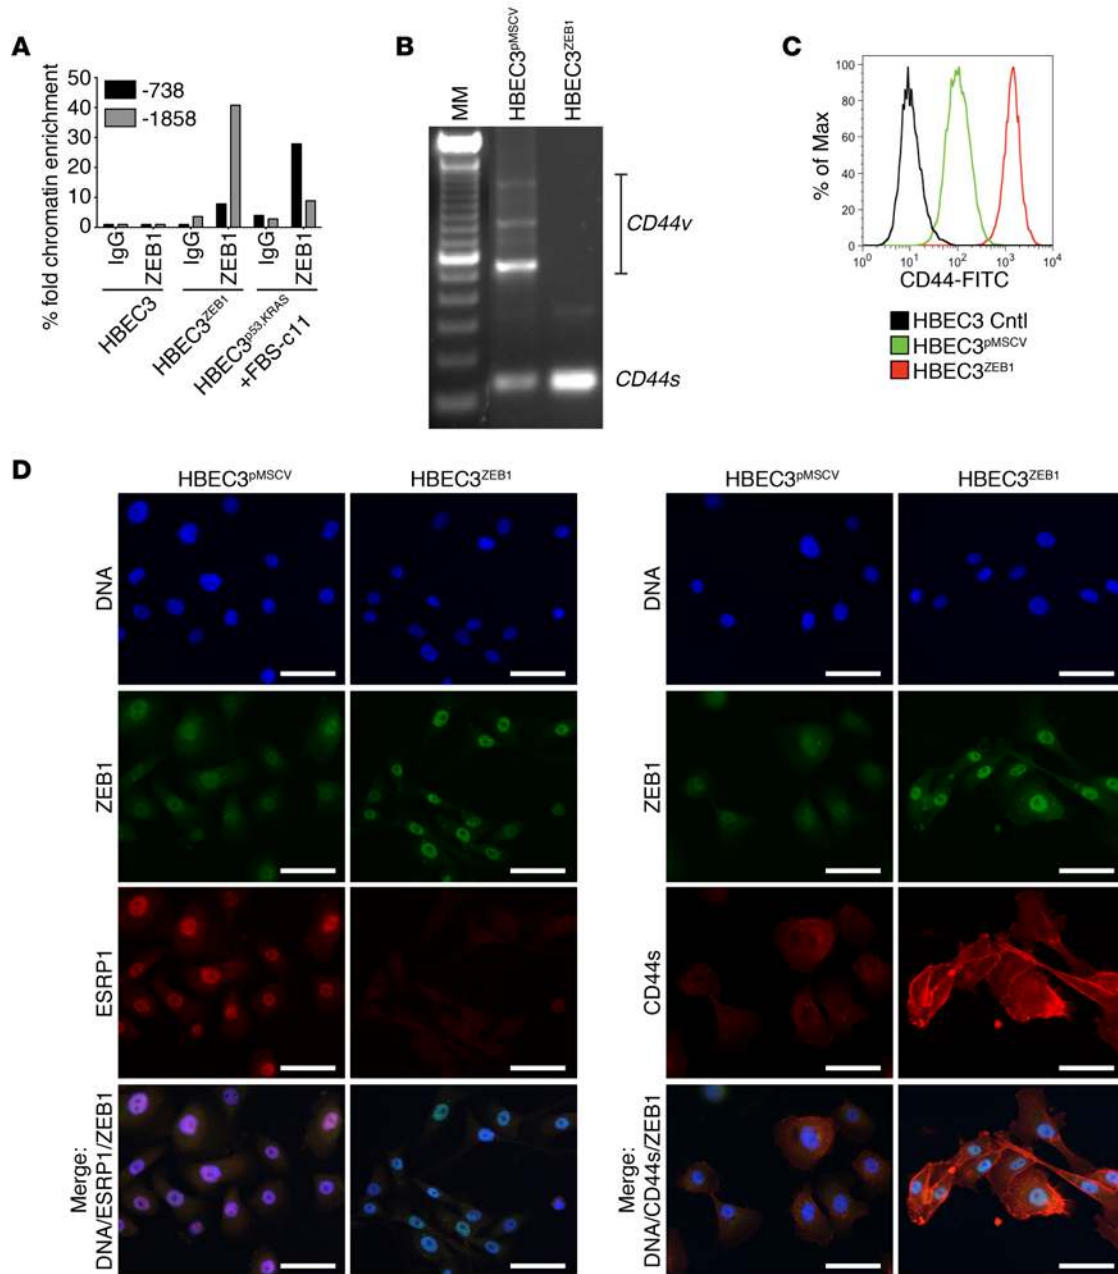 A
% fold chromatin enrichment
50
40
30
20
10
0
-738
-1858
IgG
ZEB1
IgG
ZEB1
IgG
ZEB1
HBEC3
HBEC3ZEB1
HBEC3p53,KRAS
+FBS-c11
B
MM
HBEC3pMSCV
HBEC3ZEB1
CD44v
CD44s
C
% of Max
100
80
60
40
20
0
10⁰ 10¹ 10² 10³ 10⁴
CD44-FITC
HBEC3 Cntl
HBEC3pMSCV
HBEC3ZEB1
D
HBEC3pMSCV HBEC3ZEB1
DNA
ZEB1
ESRP1
Merge:
DNA/ESRP1/ZEB1
HBEC3pMSCV HBEC3ZEB1
DNA
ZEB1
CD44s
Merge:
DNA/CD44s/ZEB1